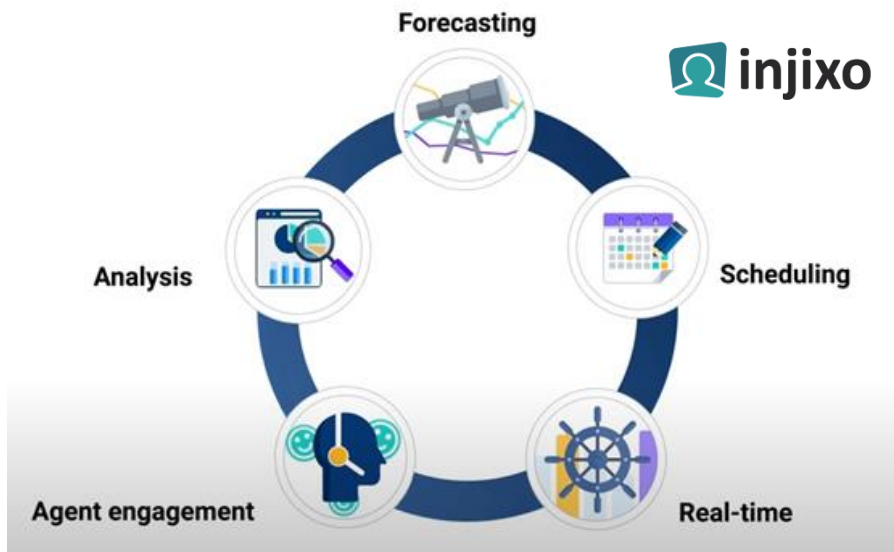 Forecasting
injixo
Analysis
Scheduling
Agent engagement
Real-time